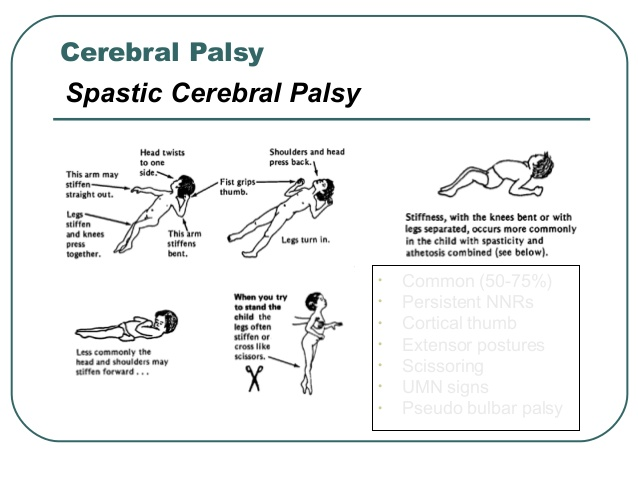 Cerebral Palsy
Spastic Cerebral Palsy
Head twists
to one
side.
This arm may
stiffen
straight out.
Legs
stiffen
and knees
press
together.
This arm
stiffens
bent.
Fist grips
thumb.
Shoulders and head
press back.
Legs turn in.
Stiffness, with the knees bent or with
legs separated, occurs more commonly
in the child with spasticity and
athetosis combined (see below).
Less commonly the
head and shoulders may
stiffen forward . . .
When you try
to stand the
child the
legs often
stiffen or
cross like
scissors.
• Common (50-75%)
• Persistent NNRs
• Cortical thumb
• Extensor postures
• Scissoring
• UMN signs
• Pseudo bulbar palsy